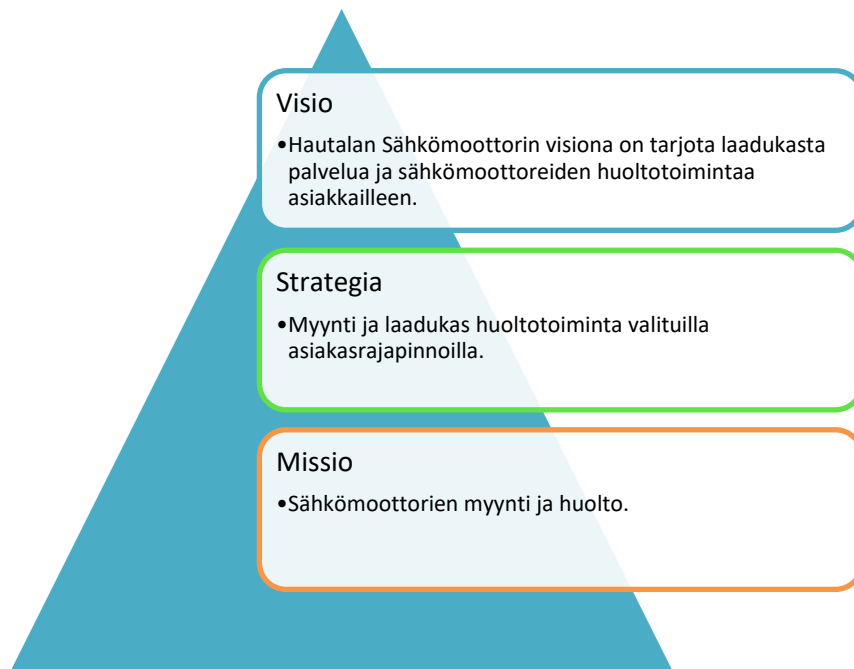 Visio
•Hautalan Sähkömoottorin visiona on tarjota laadukasta
palvelua ja sähkömoottoreiden huoltotoimintaa
asiakkailleen.
Strategia
•Myynti ja laadukas huoltotoiminta valituilla
asiakasrajapinnoilla.
Missio
•Sähkömoottorien myynti ja huolto.